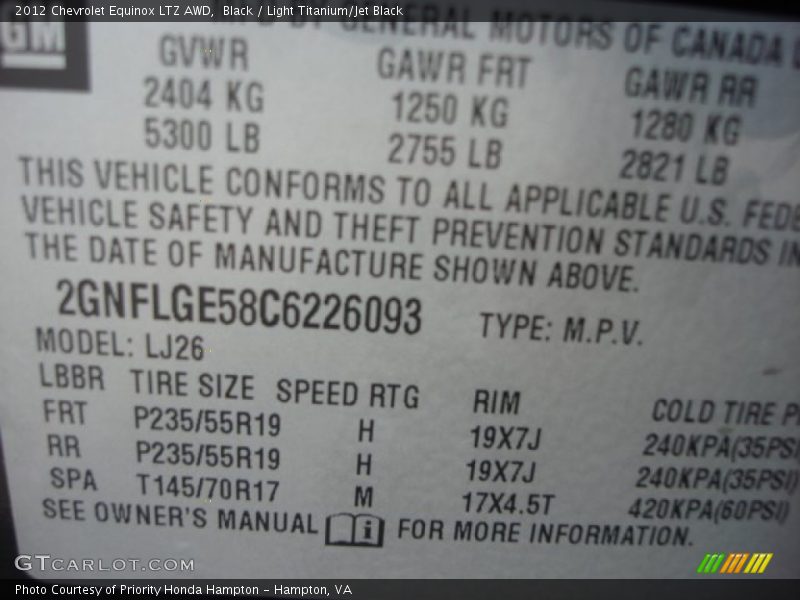 2012 Chevrolet Equinox LTZ AWD, Black / Light Titanium/Jet Black
GM
BY GENERAL MOTORS OF CANADA
GVWR GAWR FRT GAWR RR
2404 KG 1250 KG 1280 KG
5300 LB 2755 LB 2821 LB
THIS VEHICLE CONFORMS TO ALL APPLICABLE U.S. FEDE
VEHICLE SAFETY AND THEFT PREVENTION STANDARDS IN
THE DATE OF MANUFACTURE SHOWN ABOVE.
2GNFLGE58C6226093 TYPE: M.P.V.
MODEL: LJ26
LBBR TIRE SIZE SPEED RTG RIM COLD TIRE P
FRT P235/55R19 H 19X7J 240KPA(35PSI)
RR P235/55R19 H 19X7J 240KPA(35PSI)
SPA T145/70R17 M 17X4.5T 420KPA(60PSI)
SEE OWNER'S MANUAL i FOR MORE INFORMATION.
GTCARLOT.COM
Photo Courtesy of Priority Honda Hampton – Hampton, VA